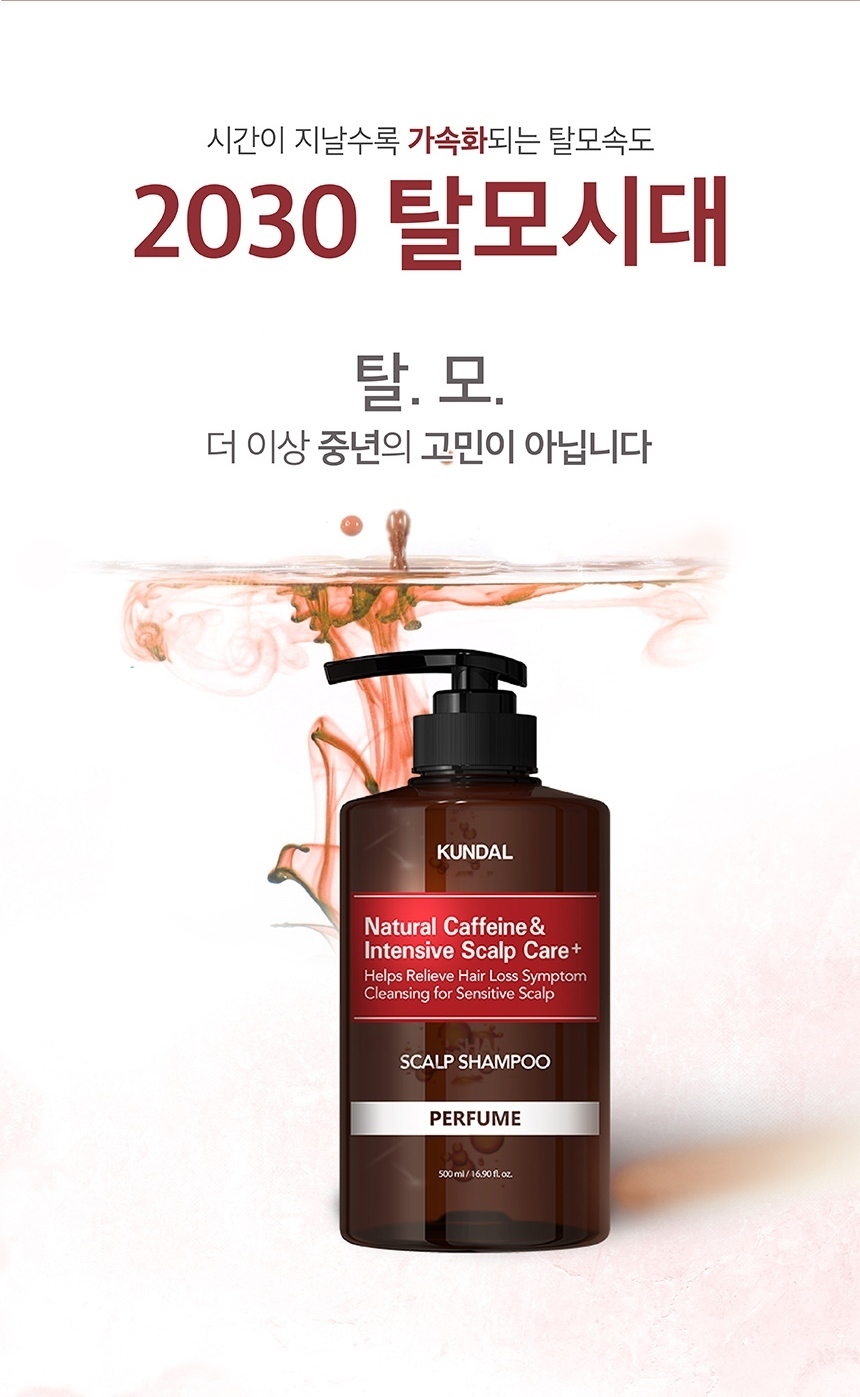 시간이 지날수록 가속화되는 탈모속도
2030 탈모시대
탈. 모.
더 이상 중년의 고민이 아닙니다
KUNDAL
Natural Caffeine &
Intensive Scalp Care+
Helps Relieve Hair Loss Symptom
Cleansing for Sensitive Scalp
SCALP SHAMPOO
PERFUME
500 ml / 16.90 fl. oz.